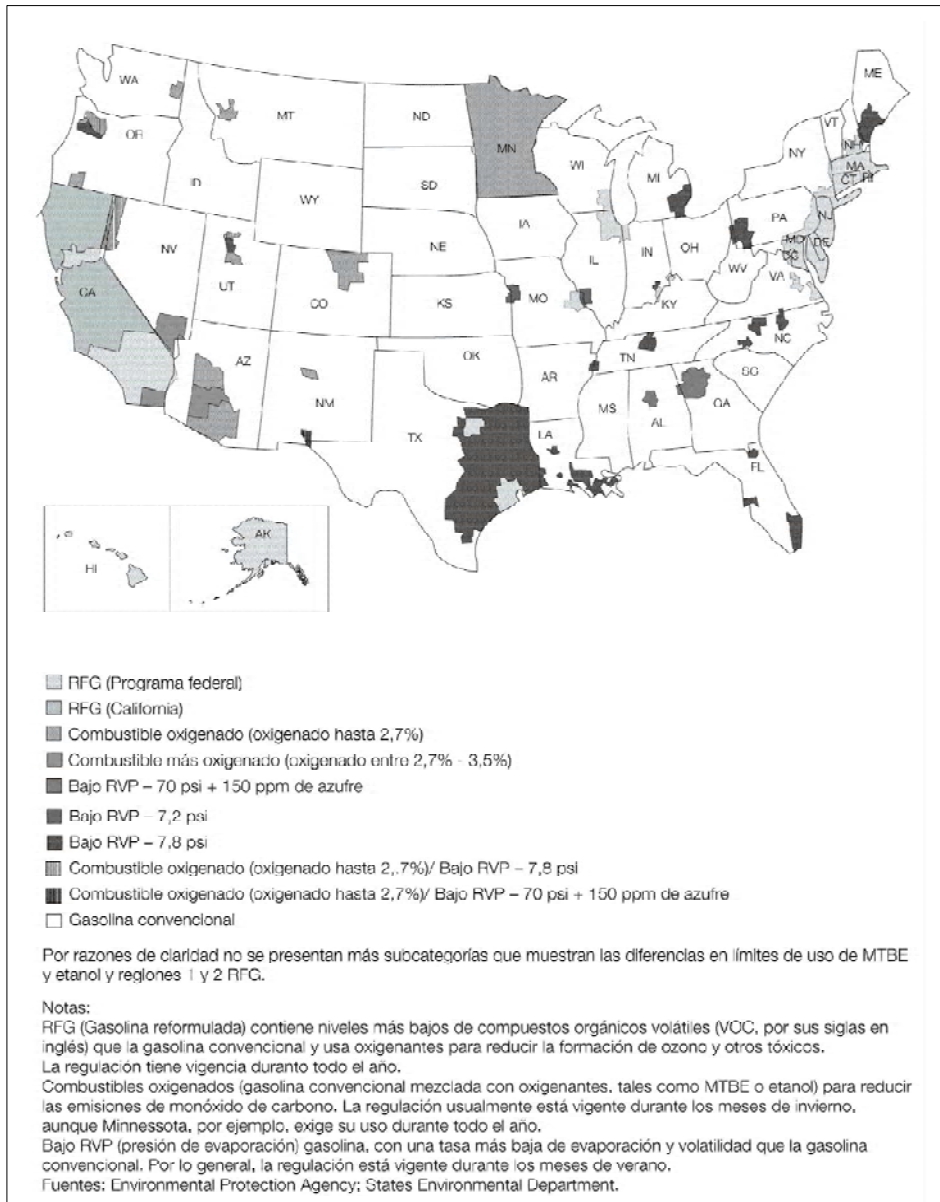 WA
ME
MT
ND
OR
MN
VT
NH
ID
WI
NY
MA
SD
MI
CT
RI
WY
IA
PA
NJ
NV
NE
OH
MD
DE
IL
IN
DC
UT
WV
VA
CA
CO
KS
MO
KY
NC
AZ
OK
TN
NM
AR
SC
MS
AL
GA
TX
LA
FL
AK
HI
RFG (Programa federal)
RFG (California)
Combustible oxigenado (oxigenado hasta 2,7%)
Combustible más oxigenado (oxigenado entre 2,7% - 3,5%)
Bajo RVP – 70 psi + 150 ppm de azufre
Bajo RVP – 7,2 psi
Bajo RVP – 7,8 psi
Combustible oxigenado (oxigenado hasta 2,.7%)/ Bajo RVP – 7,8 psi
Combustible oxigenado (oxigenado hasta 2,7%)/ Bajo RVP – 70 psi + 150 ppm de azufre
Gasolina convencional
Por razones de claridad no se presentan más subcategorías que muestran las diferencias en límites de uso de MTBE
y etanol y regiones 1 y 2 RFG.
Notas:
RFG (Gasolina reformulada) contiene niveles más bajos de compuestos orgánicos volátiles (VOC, por sus siglas en
inglés) que la gasolina convencional y usa oxigenantes para reducir la formación de ozono y otros tóxicos.
La regulación tiene vigencia duranto todo el año.
Combustibles oxigenados (gasolina convencional mezclada con oxigenantes, tales como MTBE o etanol) para reducir
las emisiones de monóxido de carbono. La regulación usualmente está vigente durante los meses de invierno,
aunque Minnessota, por ejemplo, exige su uso durante todo el año.
Bajo RVP (presión de evaporación) gasolina, con una tasa más baja de evaporación y volatilidad que la gasolina
convencional. Por lo general, la regulación está vigente durante los meses de verano.
Fuentes: Environmental Protection Agency; States Environmental Department.